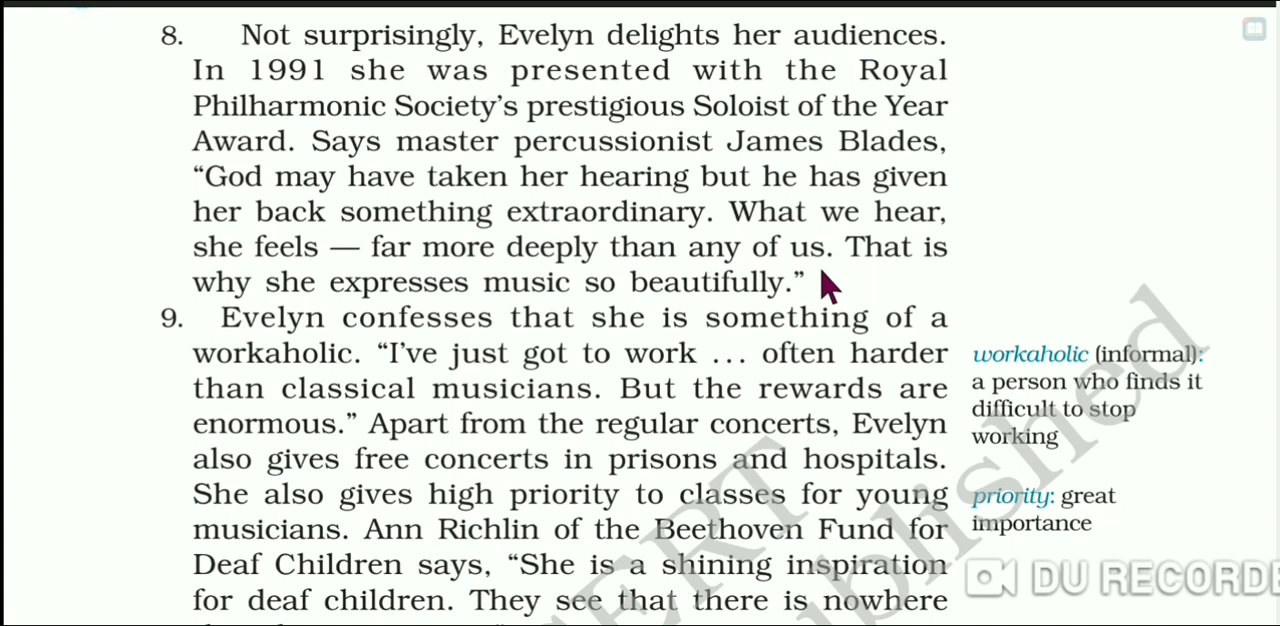 8. Not surprisingly, Evelyn delights her audiences.
In 1991 she was presented with the Royal
Philharmonic Society's prestigious Soloist of the Year
Award. Says master percussionist James Blades,
“God may have taken her hearing but he has given
her back something extraordinary. What we hear,
she feels — far more deeply than any of us. That is
why she expresses music so beautifully.”
9. Evelyn confesses that she is something of a
workaholic. “I've just got to work ... often harder
than classical musicians. But the rewards are
enormous.” Apart from the regular concerts, Evelyn
also gives free concerts in prisons and hospitals.
She also gives high priority to classes for young
musicians. Ann Richlin of the Beethoven Fund for
Deaf Children says, “She is a shining inspiration
for deaf children. They see that there is nowhere
workaholic (informal):
a person who finds it
difficult to stop
working
priority: great
importance
DU RECORDE